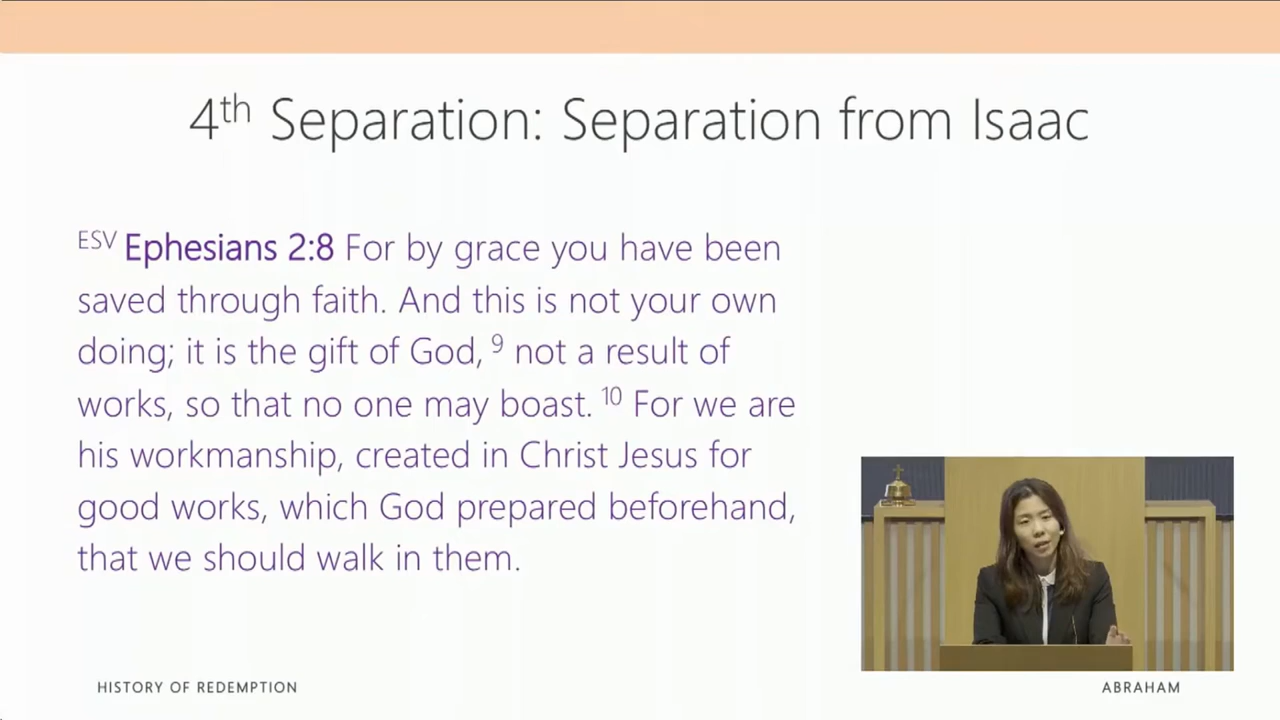 4th Separation: Separation from Isaac
ESV Ephesians 2:8 For by grace you have been
saved through faith. And this is not your own
doing; it is the gift of God, 9 not a result of
works, so that no one may boast. 10 For we are
his workmanship, created in Christ Jesus for
good works, which God prepared beforehand,
that we should walk in them.
HISTORY OF REDEMPTION
ABRAHAM